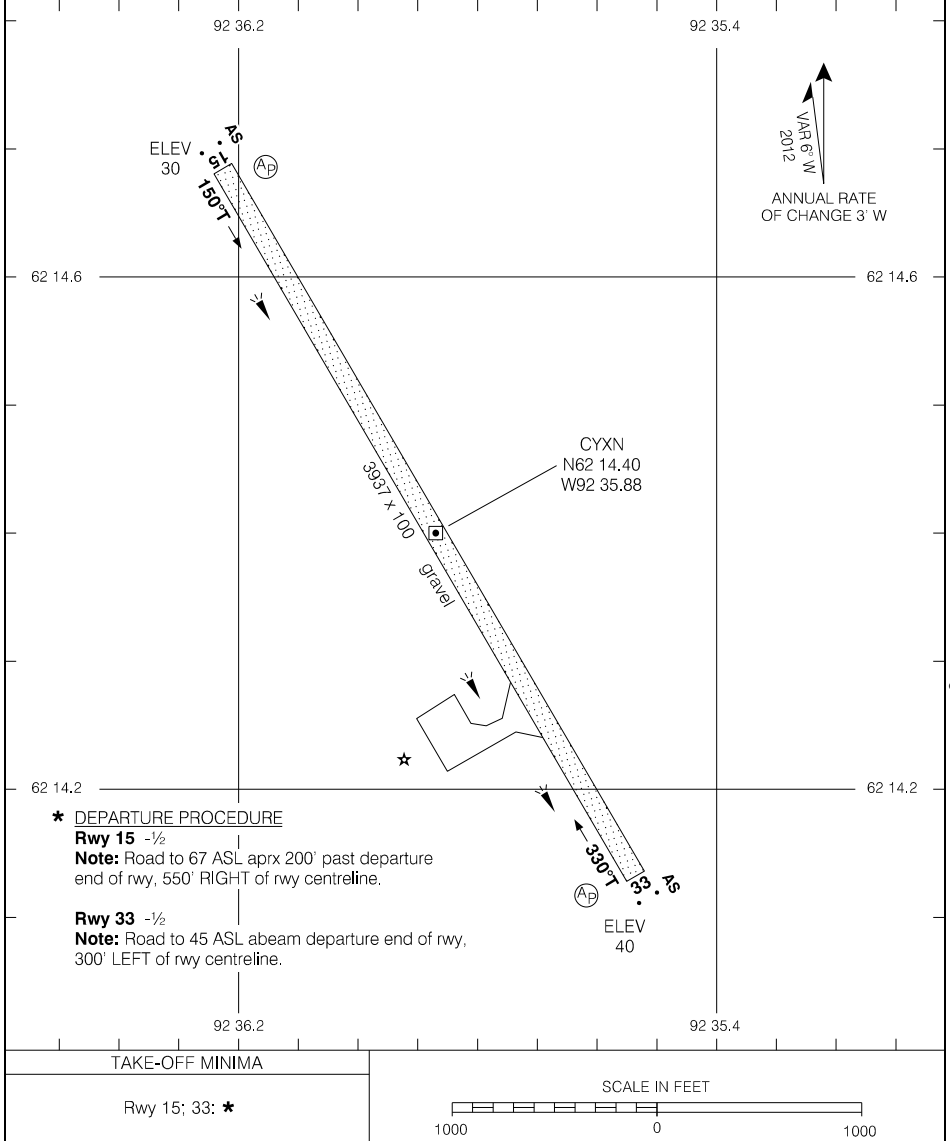 92 36.2
92 35.4
VAR 6° W
2012
ANNUAL RATE
OF CHANGE 3' W
ELEV
30
AS
15
AP
150°T
62 14.6
62 14.6
CYXN
N62 14.40
W92 35.88
3937 x 100
gravel
62 14.2
62 14.2
* DEPARTURE PROCEDURE
Rwy 15 -½
Note: Road to 67 ASL aprx 200' past departure
end of rwy, 550' RIGHT of rwy centreline.
Rwy 33 -½
Note: Road to 45 ASL abeam departure end of rwy,
300' LEFT of rwy centreline.
330°T
33
AS
AP
ELEV
40
92 36.2
92 35.4
TAKE-OFF MINIMA
Rwy 15; 33: *
SCALE IN FEET
1000 0 1000